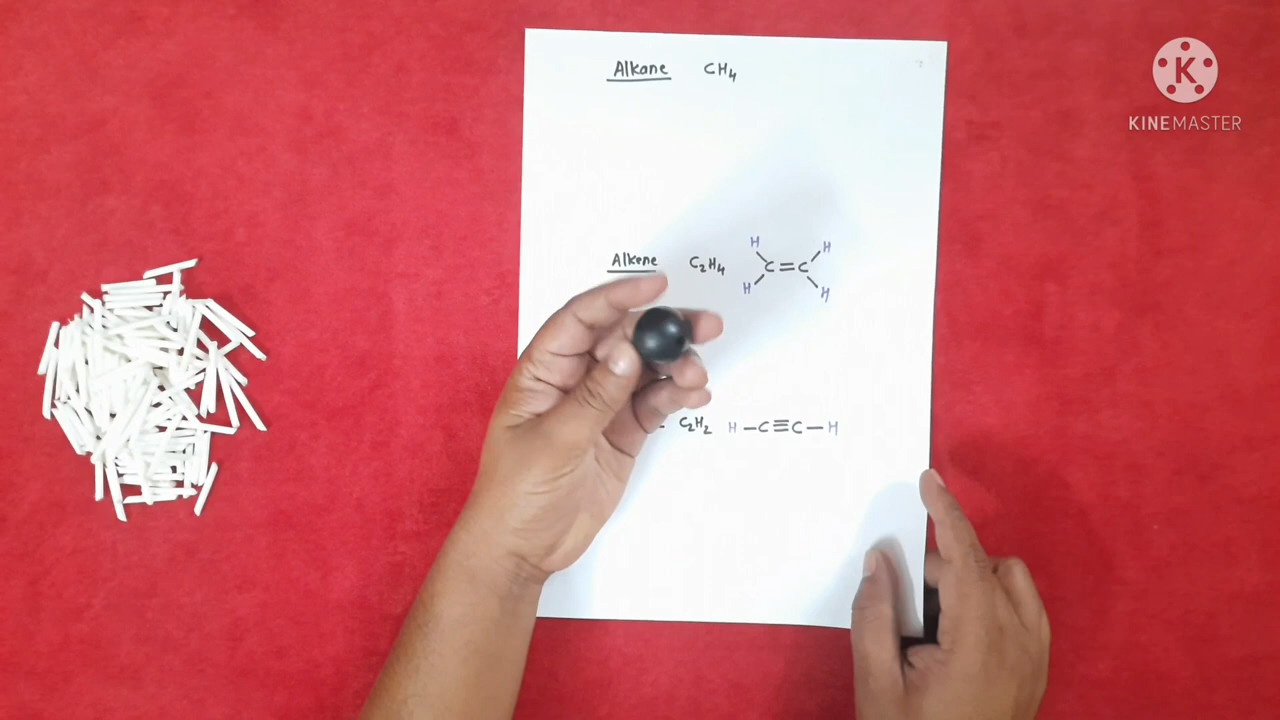 Alkane CH4
Alkene C2H4
H H
C=C
H H
C2H2 H-C≡C-H
K
KINEMASTER